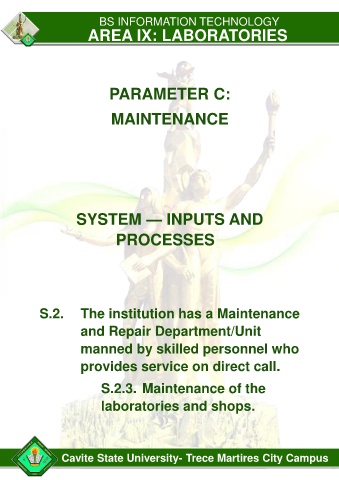 BS INFORMATION TECHNOLOGY
AREA IX: LABORATORIES
PARAMETER C:
MAINTENANCE
SYSTEM — INPUTS AND
PROCESSES
S.2. The institution has a Maintenance
and Repair Department/Unit
manned by skilled personnel who
provides service on direct call.
S.2.3. Maintenance of the
laboratories and shops.
Cavite State University- Trece Martires City Campus